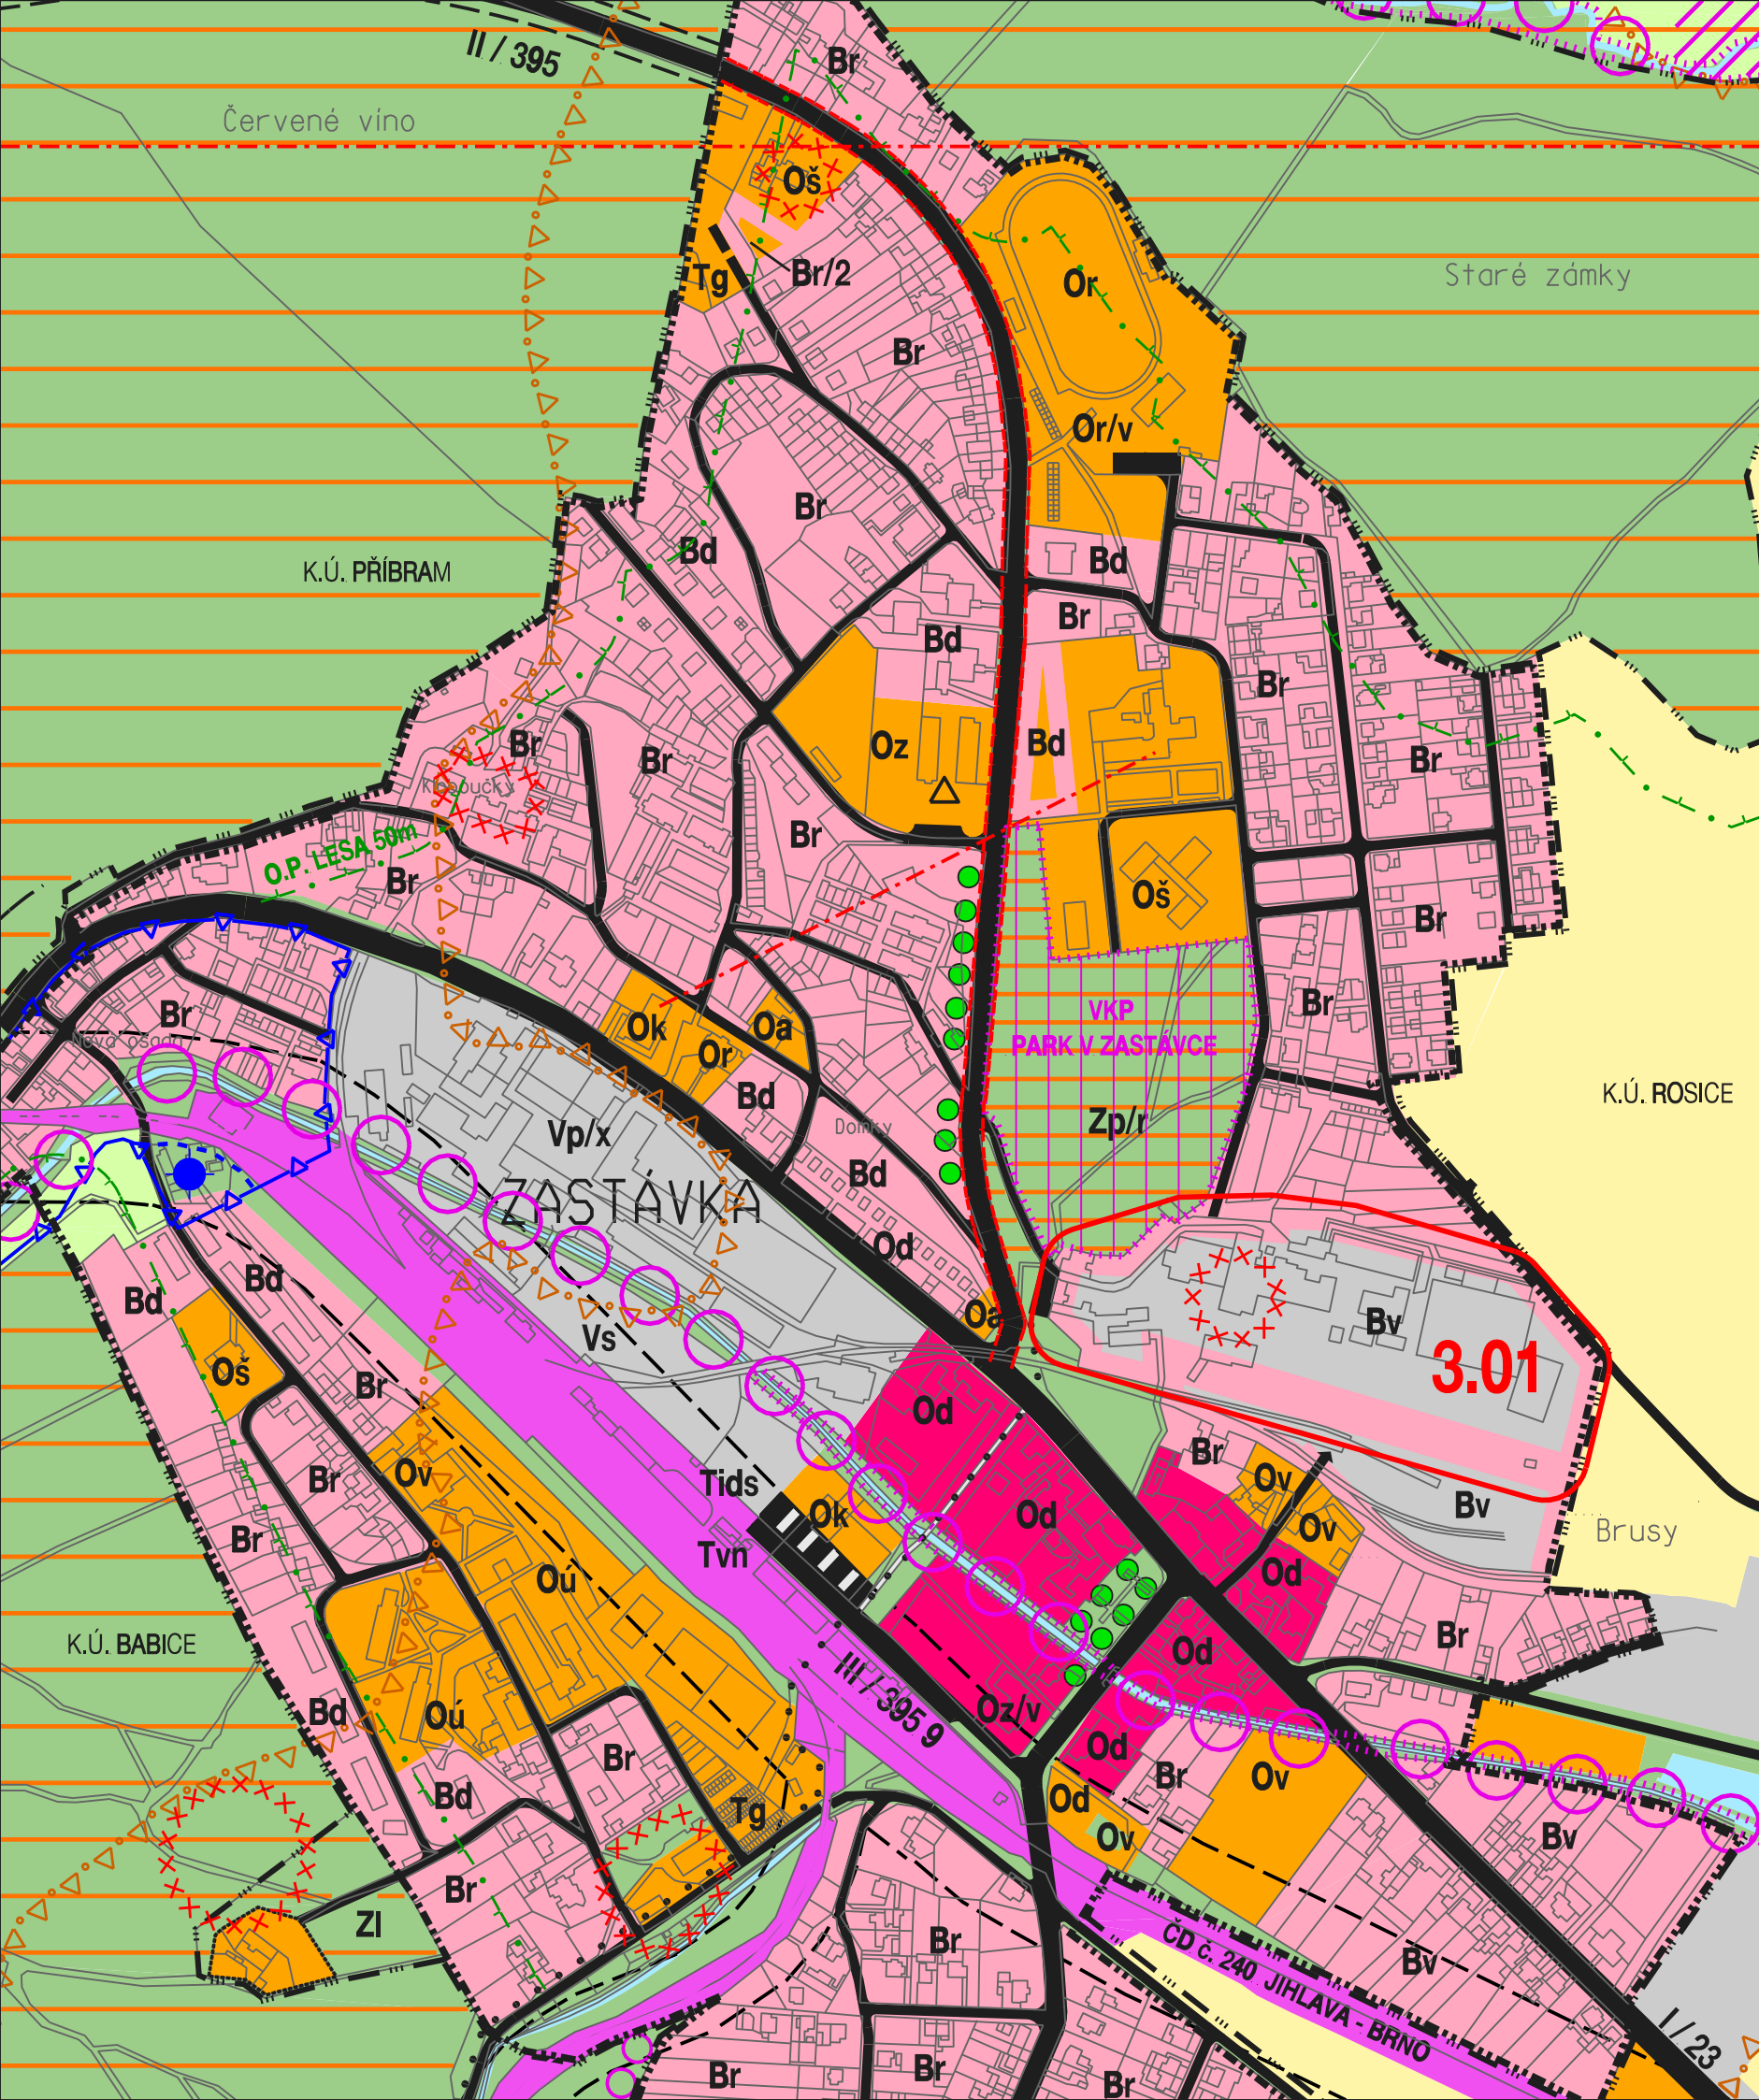 II / 395
Br
Červené víno
Oš
Or
Br/2
Tg
Staré zámky
Br
Or/v
Br
Bd
Bd
K.Ú. PŘÍBRAM
Br
Bd
Br
Oz
Bd
Br
Br
Br
Kloboučky
Br
O.P. LESA 50m
Br
Oš
Br
Br
VKP
PARK V ZASTÁVCE
Br
Ok
Oa
Or
Nová osada
Bd
K.Ú. ROSICE
Zp/r
Domky
Vp/x
Bd
ZASTÁVKA
Od
Bd
Bd
Oa
Bv
Vs
3.01
Oš
Br
Od
Br
Ov
Ov
Br
Tids
Ok
Od
Ov
Bv
Brusy
Br
Tvn
Oú
Od
K.Ú. BABICE
Br
Od
Bd
Oú
III / 395 9
Oz/v
Od
Br
Br
Ov
Bd
Tg
Od
Ov
Bv
Br
ZI
Br
Bv
ČD č. 240 JIHLAVA - BRNO
I / 23
Br
Br
Br